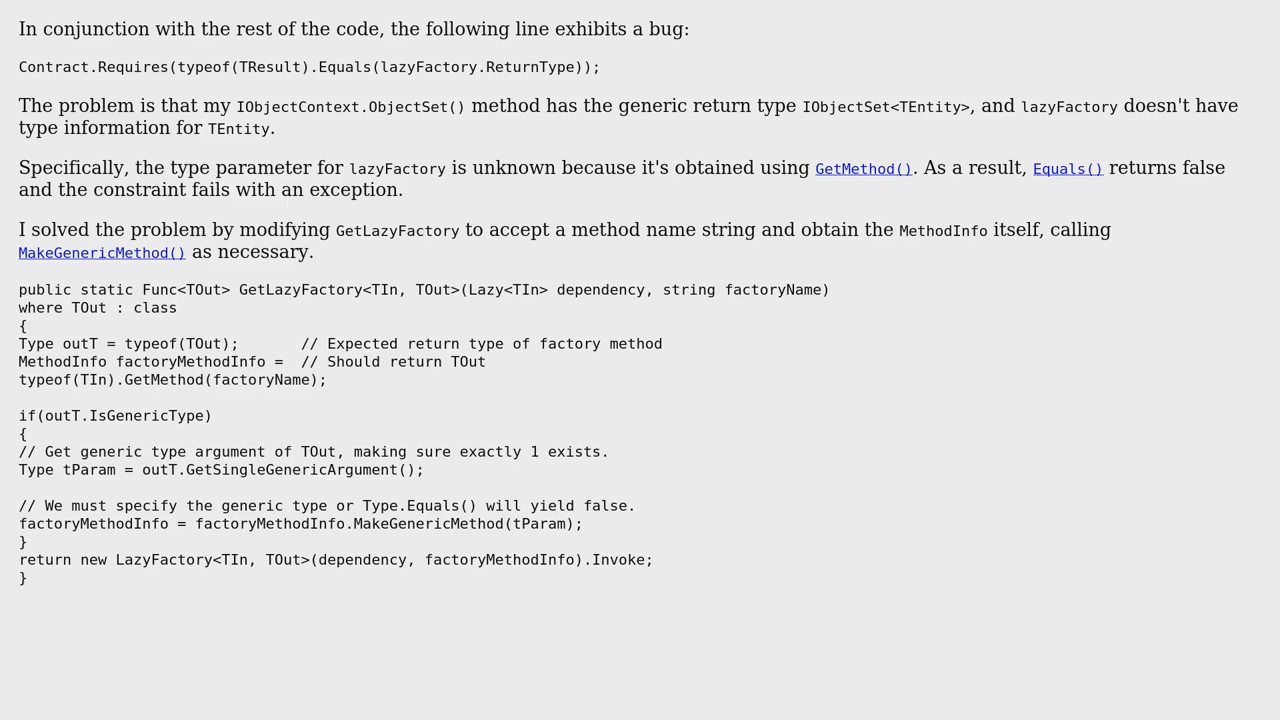 In conjunction with the rest of the code, the following line exhibits a bug:
Contract.Requires(typeof(TResult).Equals(lazyFactory.ReturnType));
The problem is that my IObjectContext.ObjectSet() method has the generic return type IObjectSet<TEntity>, and lazyFactory doesn't have
type information for TEntity.
Specifically, the type parameter for lazyFactory is unknown because it's obtained using GetMethod(). As a result, Equals() returns false
and the constraint fails with an exception.
I solved the problem by modifying GetLazyFactory to accept a method name string and obtain the MethodInfo itself, calling
MakeGenericMethod() as necessary.
public static Func<TOut> GetLazyFactory<TIn, TOut>(Lazy<TIn> dependency, string factoryName)
where TOut : class
{
Type outT = typeof(TOut);       // Expected return type of factory method
MethodInfo factoryMethodInfo =  // Should return TOut
typeof(TIn).GetMethod(factoryName);
if(outT.IsGenericType)
{
// Get generic type argument of TOut, making sure exactly 1 exists.
Type tParam = outT.GetSingleGenericArgument();
// We must specify the generic type or Type.Equals() will yield false.
factoryMethodInfo = factoryMethodInfo.MakeGenericMethod(tParam);
}
return new LazyFactory<TIn, TOut>(dependency, factoryMethodInfo).Invoke;
}